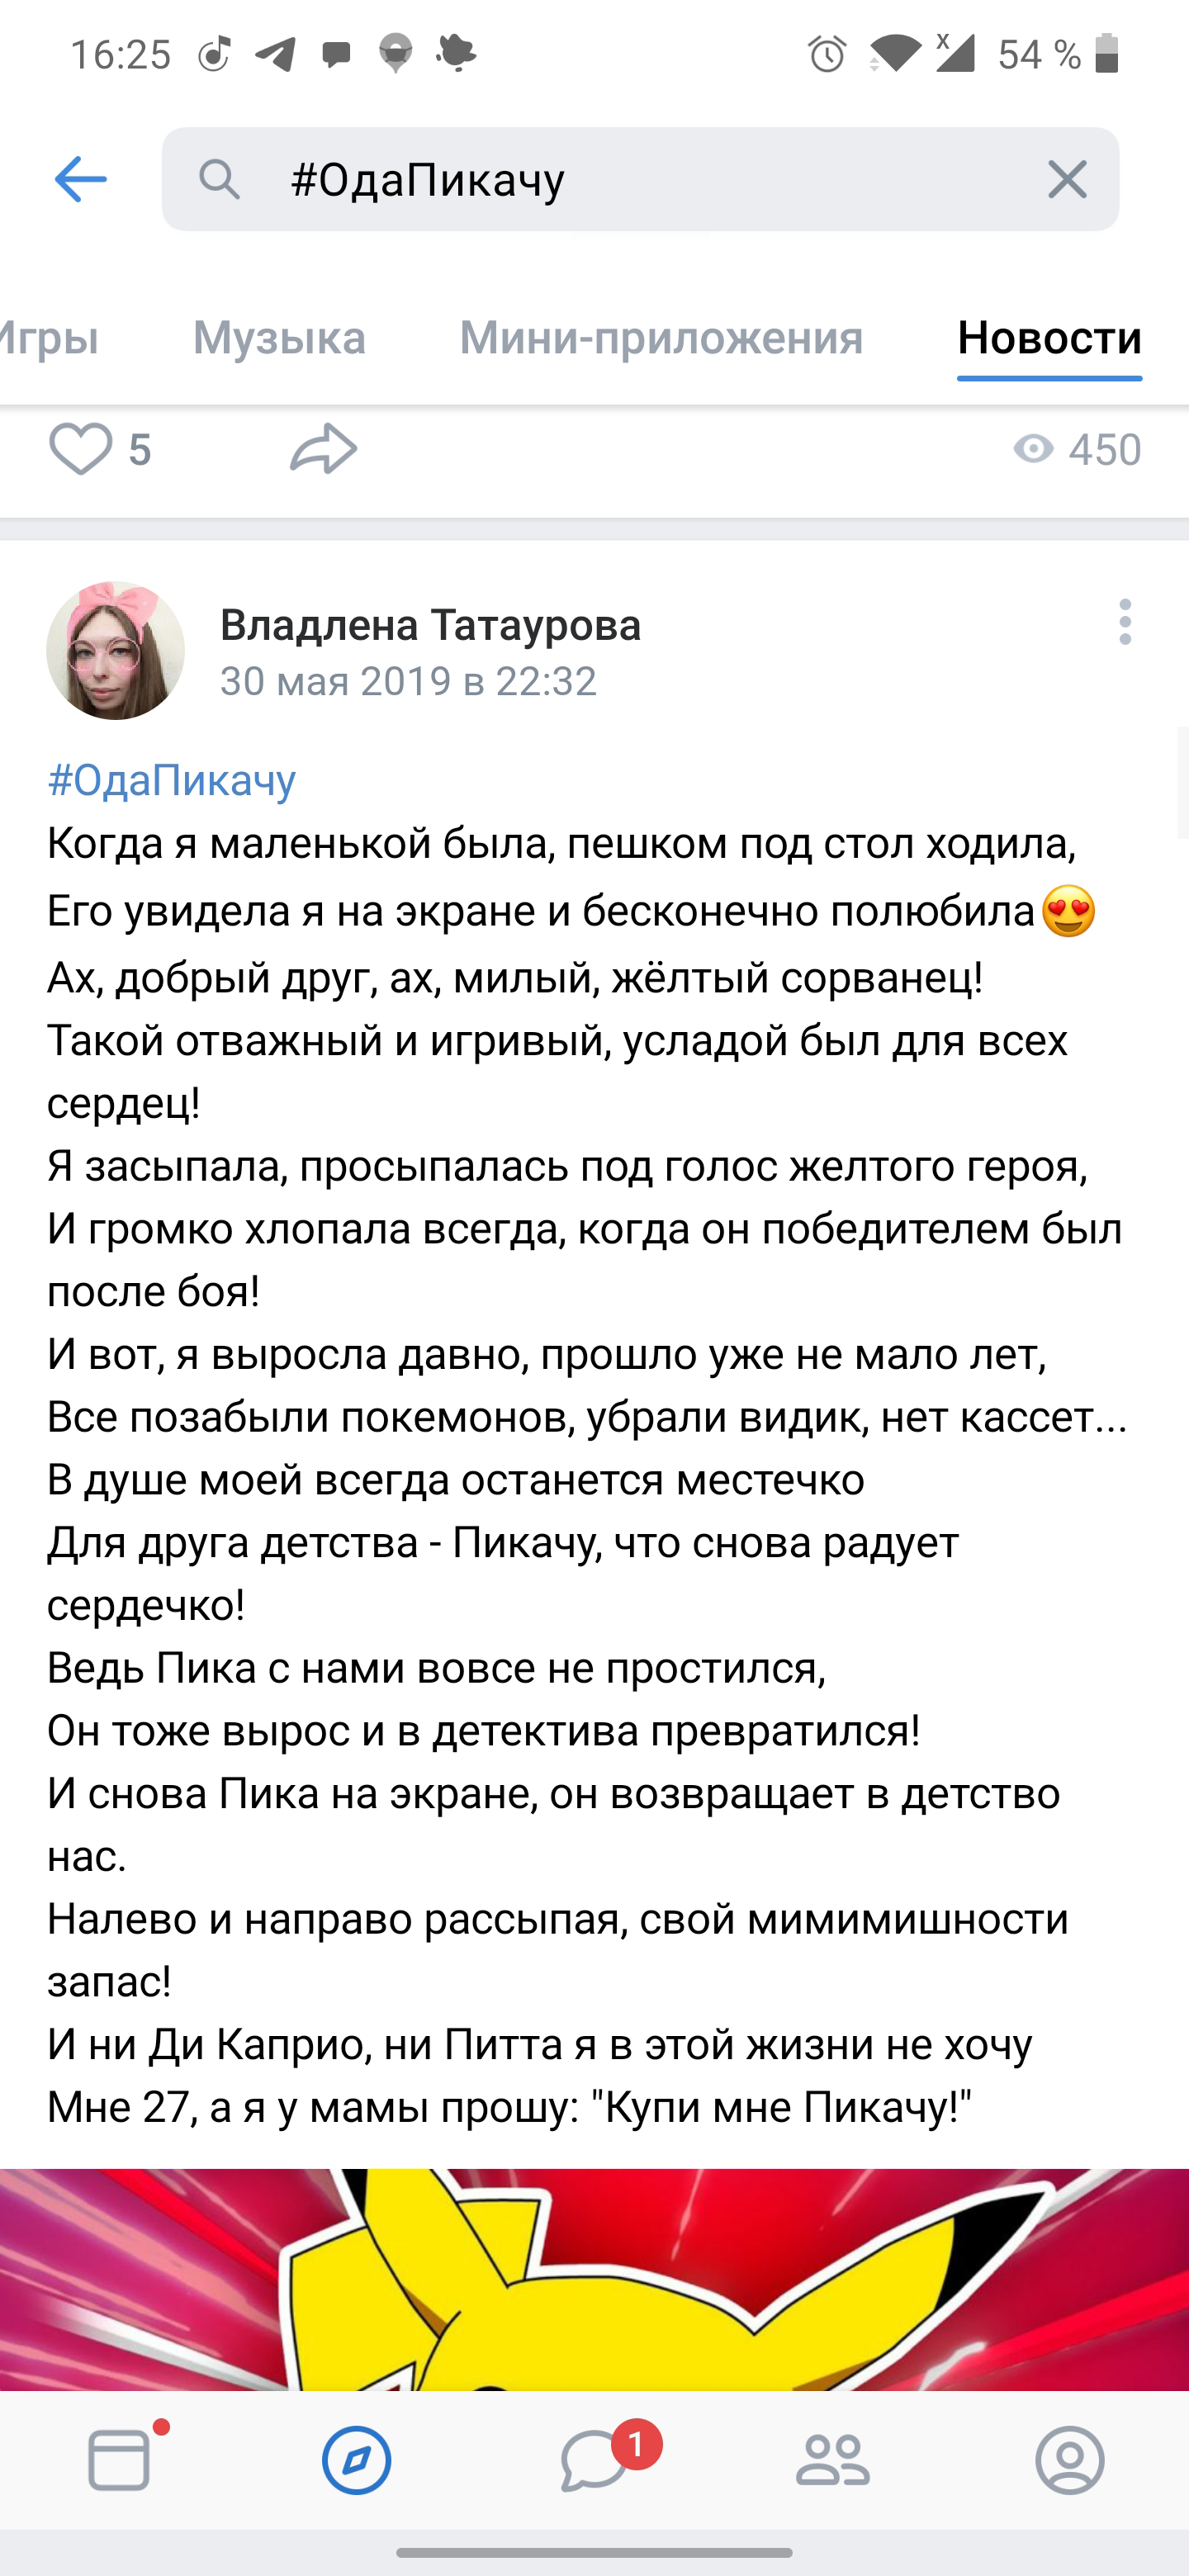 16:25 54 %
#ОдаПикачу
Игры Музыка Мини-приложения Новости
5 450
Владлена Татаурова
30 мая 2019 в 22:32
#ОдаПикачу
Когда я маленькой была, пешком под стол ходила,
Его увидела я на экране и бесконечно полюбила😍
Ах, добрый друг, ах, милый, жёлтый сорванец!
Такой отважный и игривый, усладой был для всех
сердец!
Я засыпала, просыпалась под голос желтого героя,
И громко хлопала всегда, когда он победителем был
после боя!
И вот, я выросла давно, прошло уже не мало лет,
Все позабыли покемонов, убрали видик, нет кассет...
В душе моей всегда останется местечко
Для друга детства - Пикачу, что снова радует
сердечко!
Ведь Пика с нами вовсе не простился,
Он тоже вырос и в детектива превратился!
И снова Пика на экране, он возвращает в детство
нас.
Налево и направо рассыпая, свой мимимишности
запас!
И ни Ди Каприо, ни Питта я в этой жизни не хочу
Мне 27, а я у мамы прошу: "Купи мне Пикачу!"
1